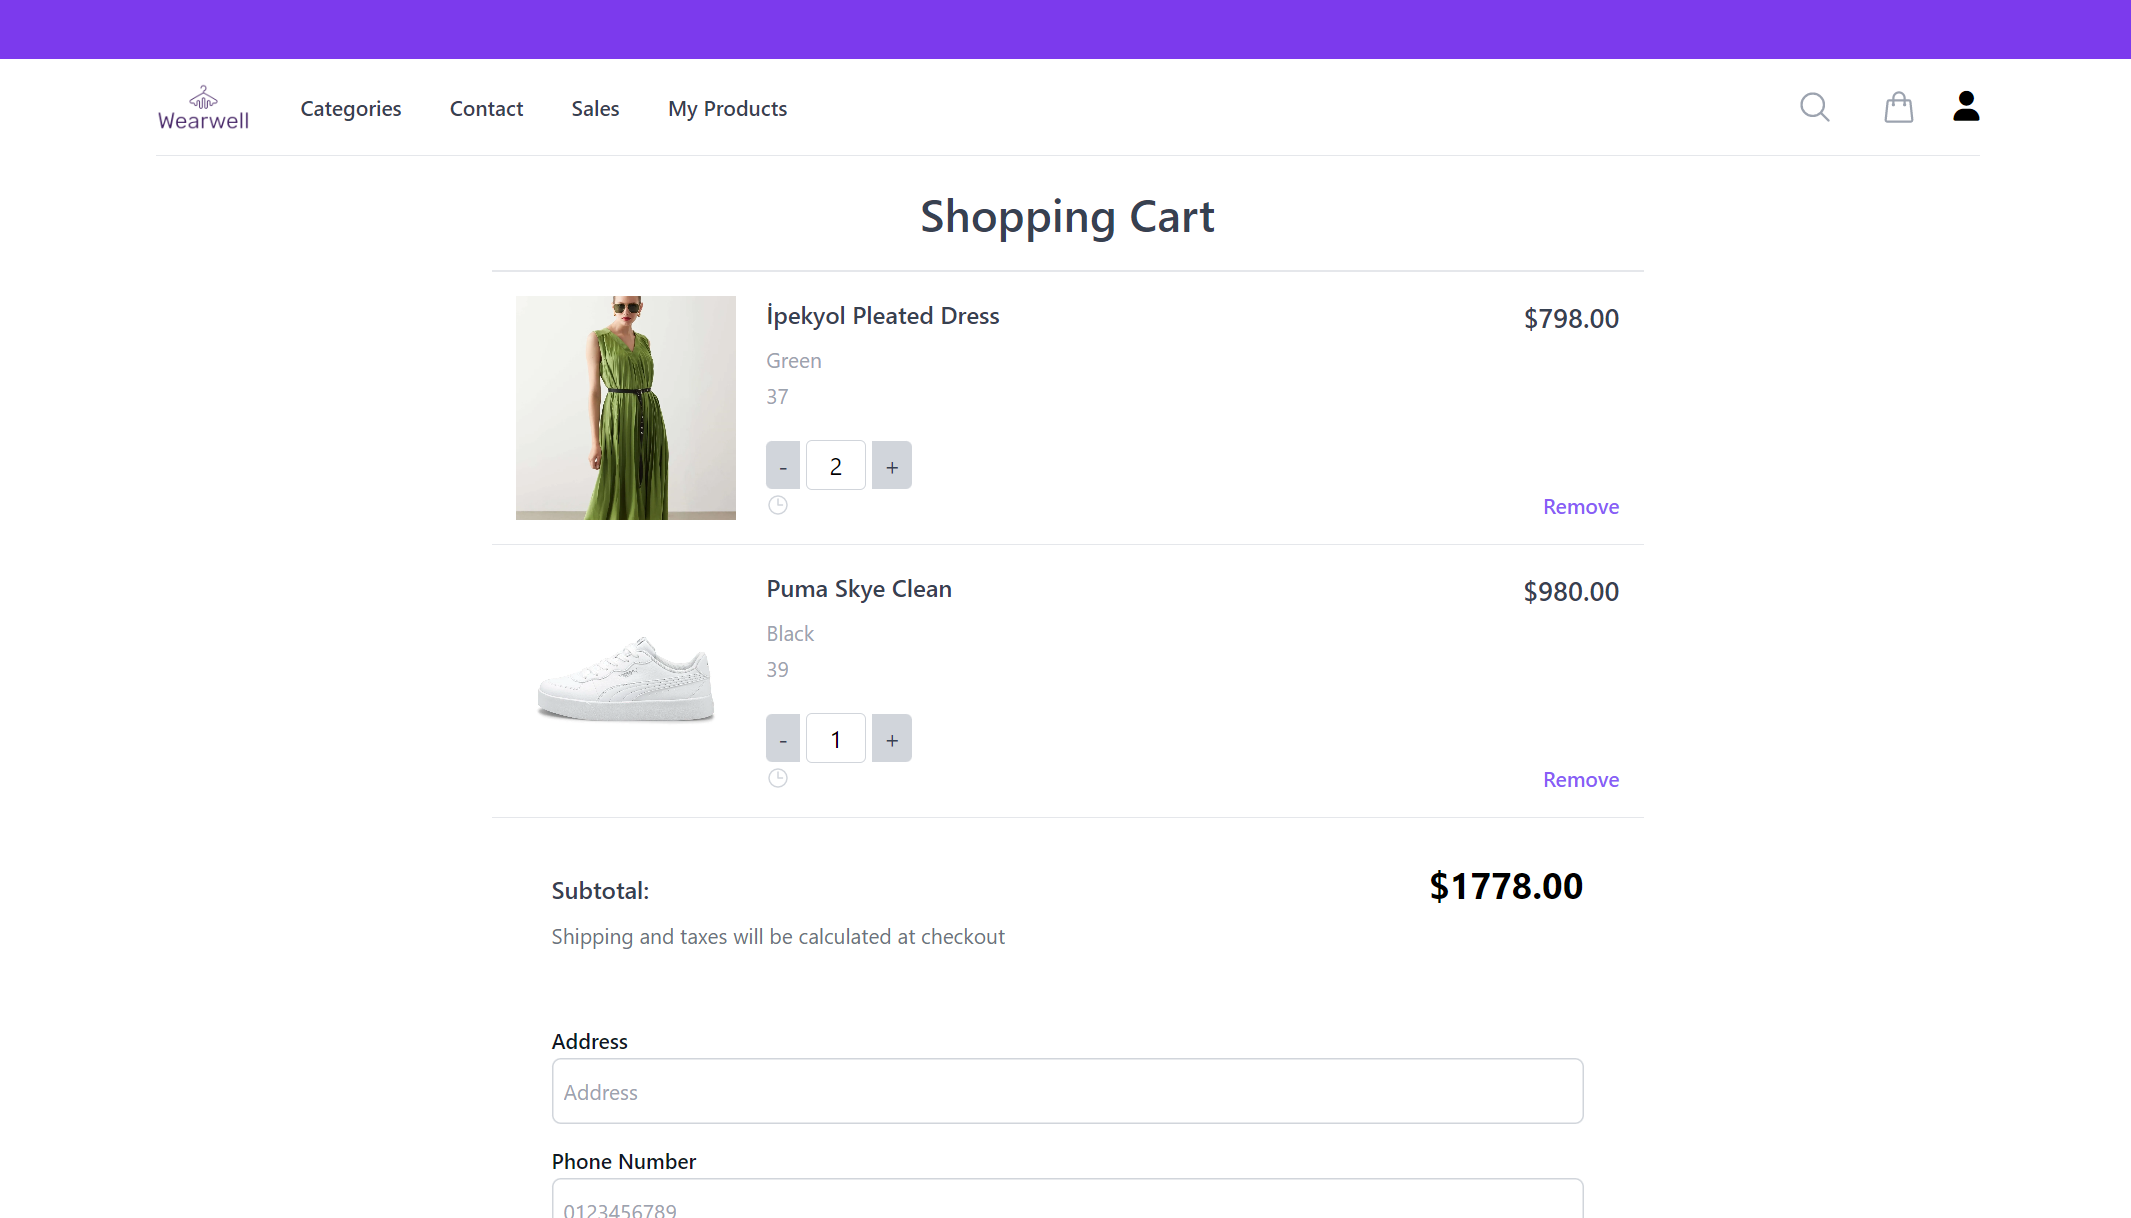 Wearwell
Categories
Contact
Sales
My Products
Shopping Cart
İpekyol Pleated Dress
$798.00
Green
37
-
2
+
Remove
Puma Skye Clean
$980.00
Black
39
-
1
+
Remove
Subtotal:
$1778.00
Shipping and taxes will be calculated at checkout
Address
Address
Phone Number
0123456789